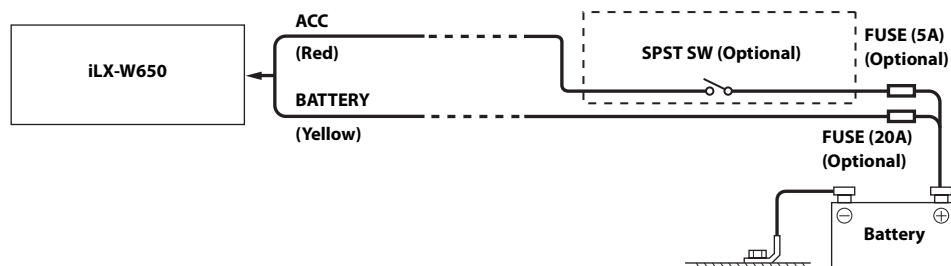 ACC
(Red)
iLX-W650
BATTERY
(Yellow)
SPST SW (Optional)
FUSE (5A)
(Optional)
FUSE (20A)
(Optional)
Battery